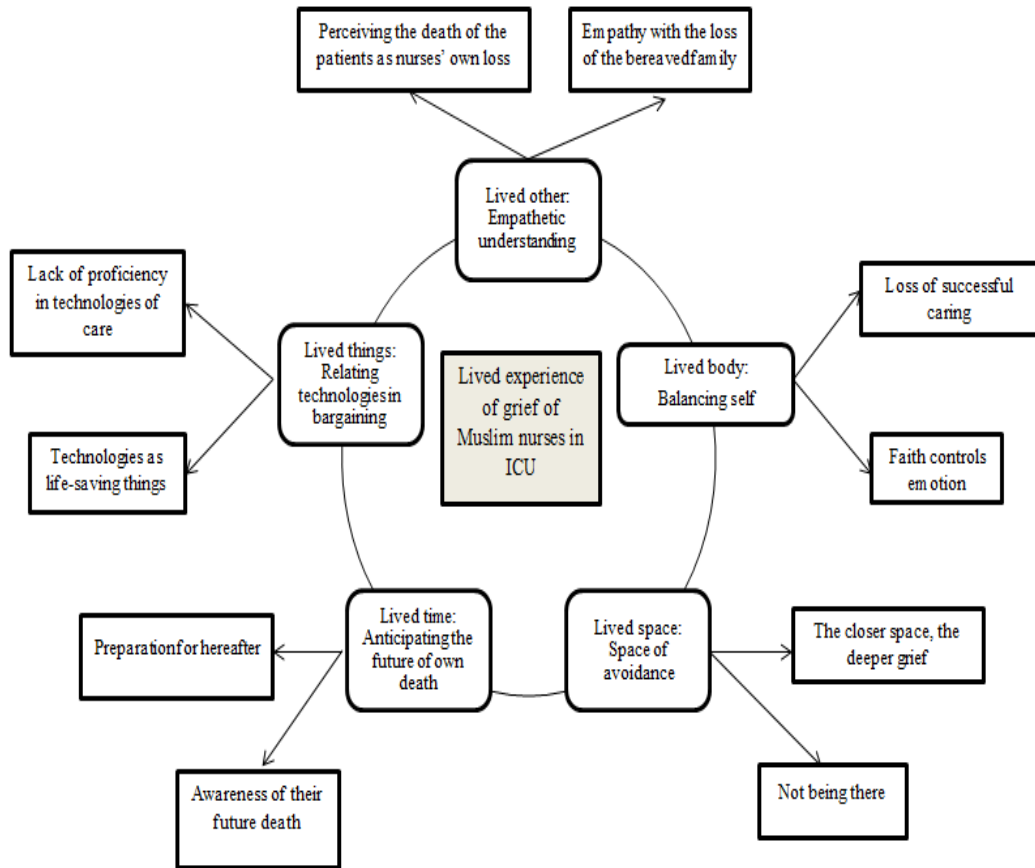 Perceiving the death of the
patients as nurses' own loss
Empathy with the loss
of the bereaved family
Lived other:
Empathetic
understanding
Lack of proficiency
in technologies of
care
Loss of successful
caring
Lived things:
Relating
technologies in
bargaining
Lived experience
of grief of
Muslim nurses in
ICU
Lived body:
Balancing self
Technologies as
life-saving things
Faith controls
emotion
Preparation for hereafter
Lived time:
Anticipating the
future of own
death
Lived space:
Space of
avoidance
The closer space, the
deeper grief
Awareness of their
future death
Not being there